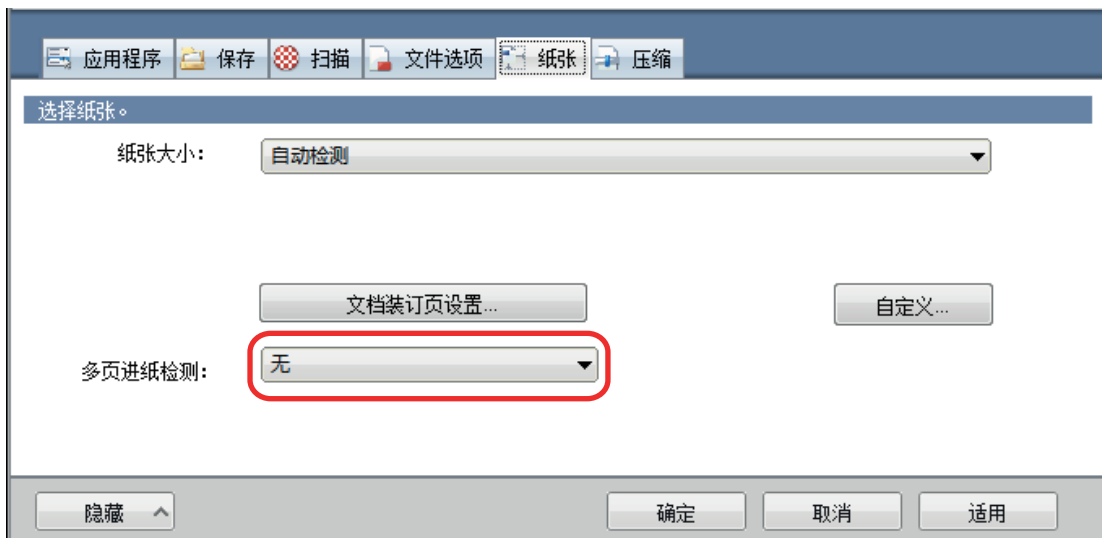 应用程序 保存 扫描 文件选项 纸张 压缩
选择纸张。
纸张大小： 自动检测
文档装订页设置... 自定义...
多页进纸检测： 无
隐藏 确定 取消 适用